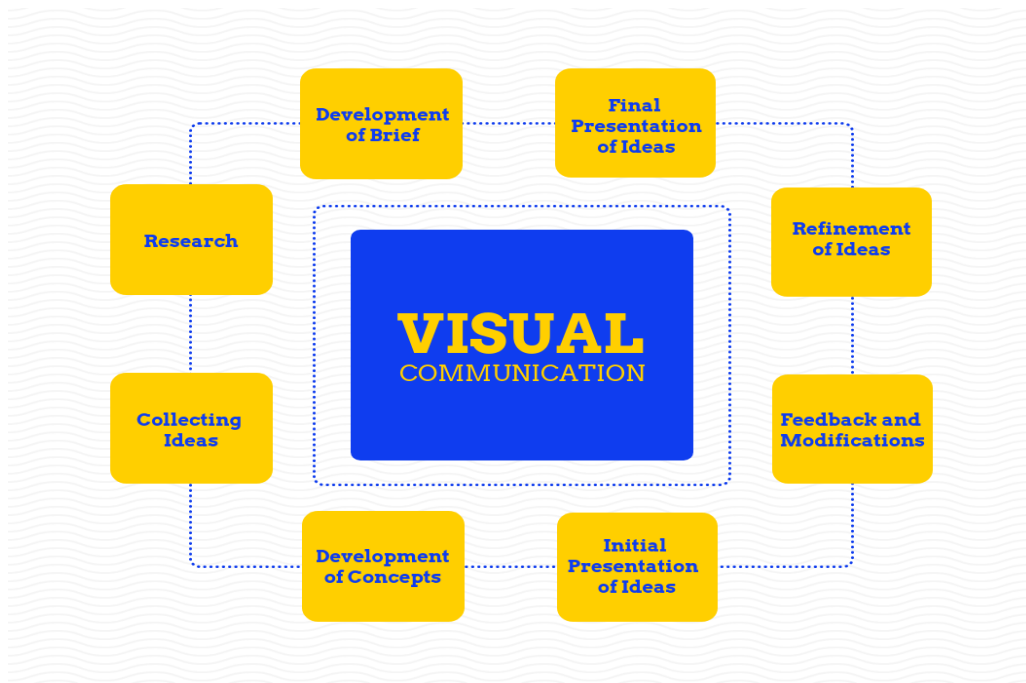 Development
of Brief
Final
Presentation
of Ideas
Research
Refinement
of Ideas
VISUAL
COMMUNICATION
Collecting
Ideas
Feedback and
Modifications
Development
of Concepts
Initial
Presentation
of Ideas